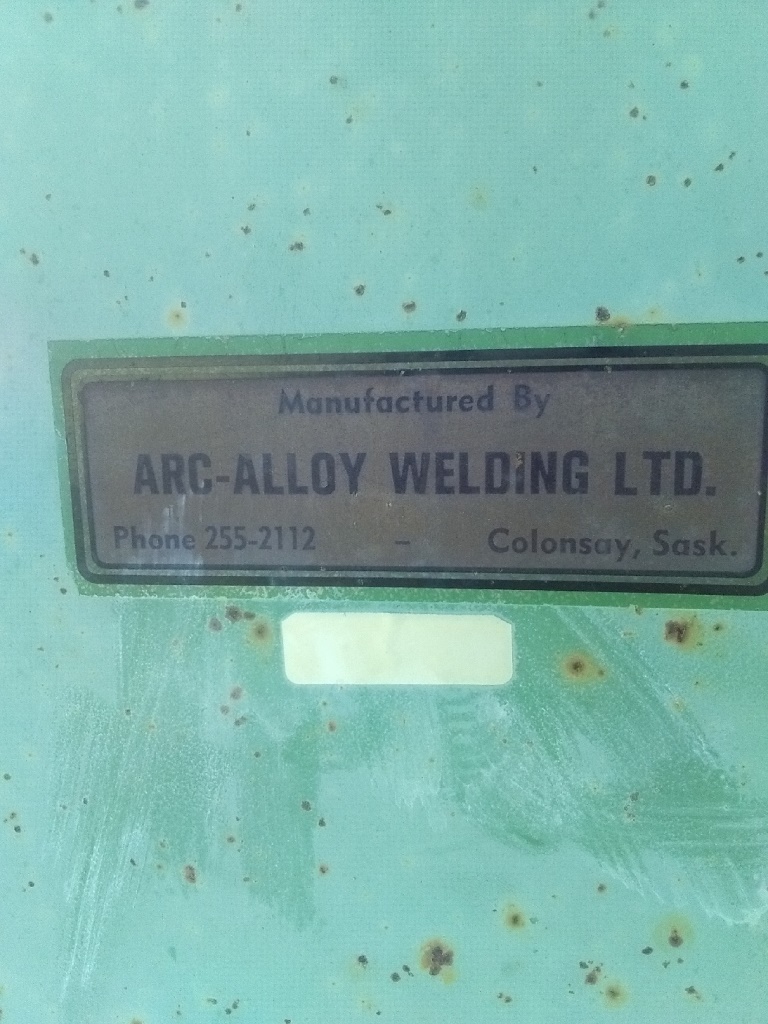 Manufactured By
ARC-ALLOY WELDING LTD.
Phone 255-2112 – Colonsay, Sask.